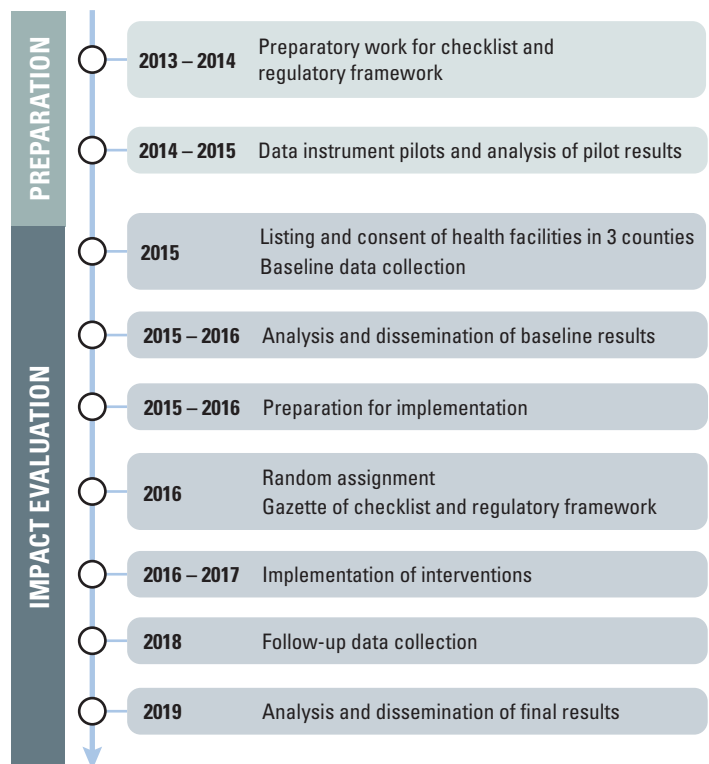 PREPARATION
2013 – 2014
Preparatory work for checklist and
regulatory framework
2014 – 2015
Data instrument pilots and analysis of pilot results
IMPACT EVALUATION
2015
Listing and consent of health facilities in 3 counties
Baseline data collection
2015 – 2016
Analysis and dissemination of baseline results
2015 – 2016
Preparation for implementation
2016
Random assignment
Gazette of checklist and regulatory framework
2016 – 2017
Implementation of interventions
2018
Follow-up data collection
2019
Analysis and dissemination of final results